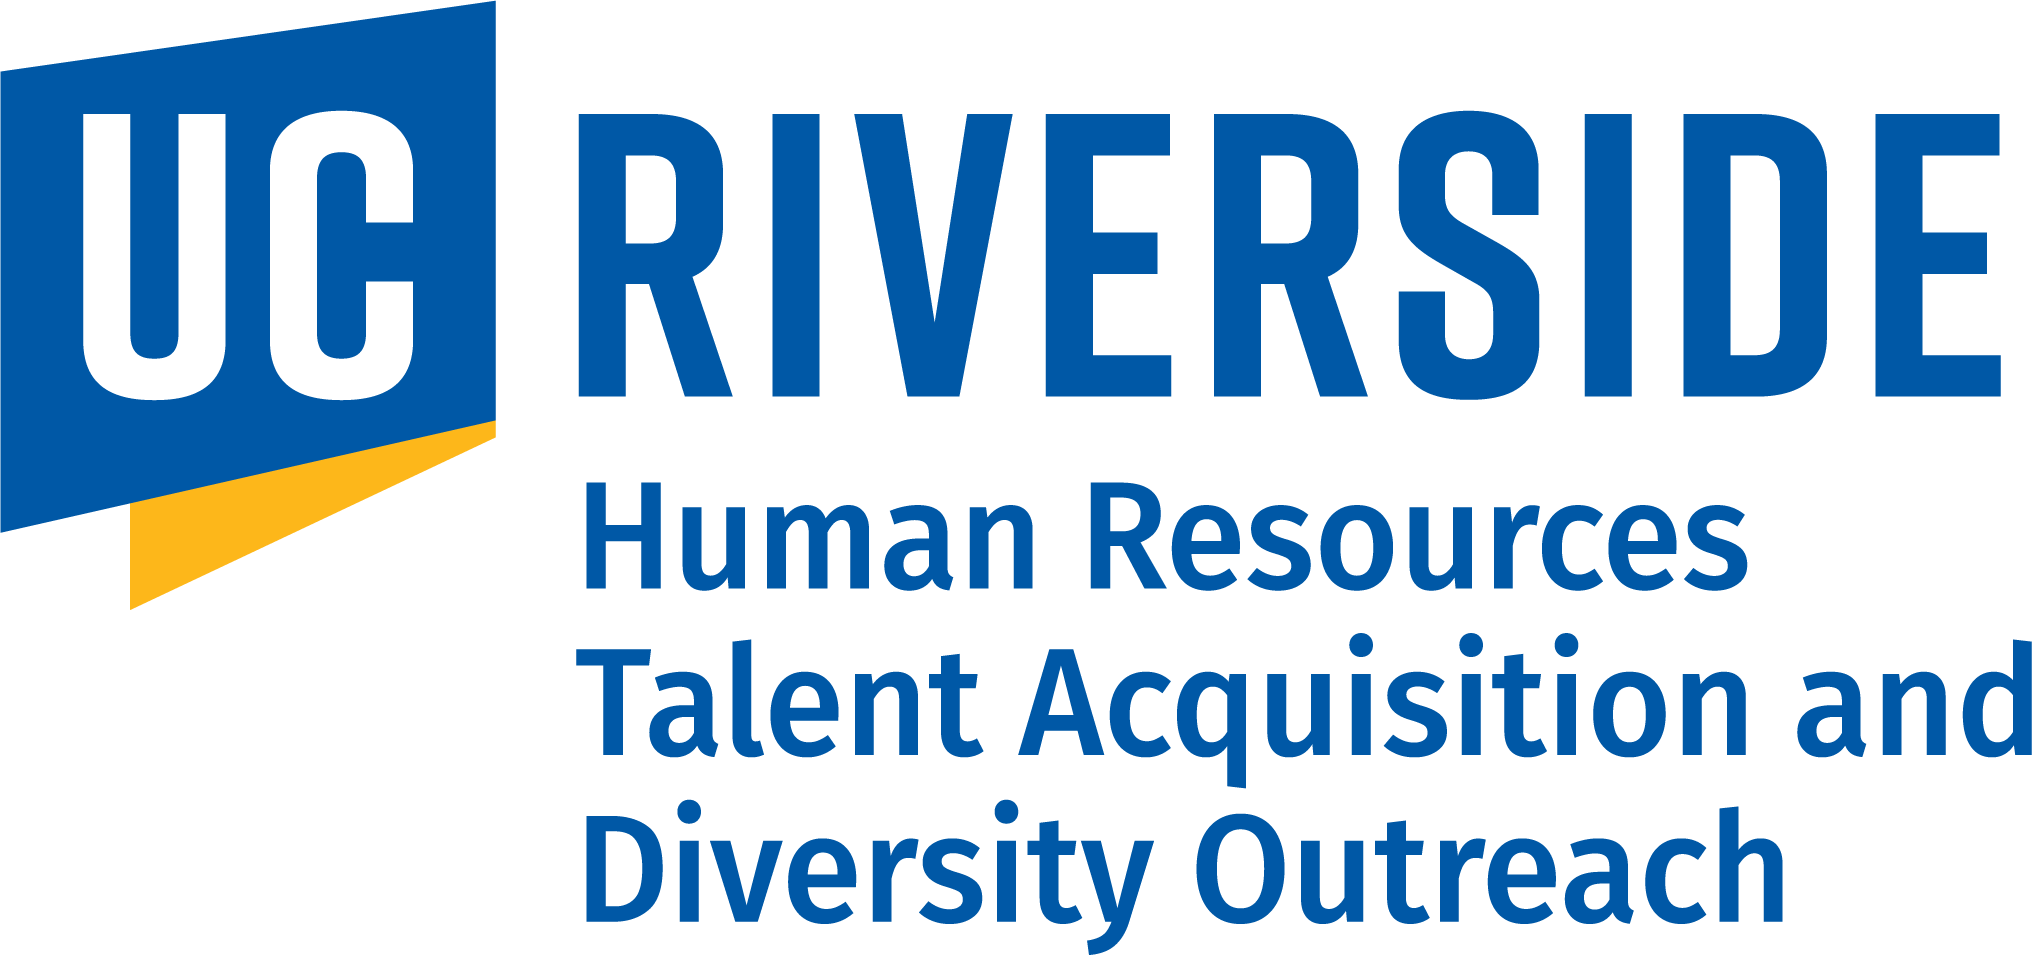 UC RIVERSIDE
Human Resources
Talent Acquisition and
Diversity Outreach